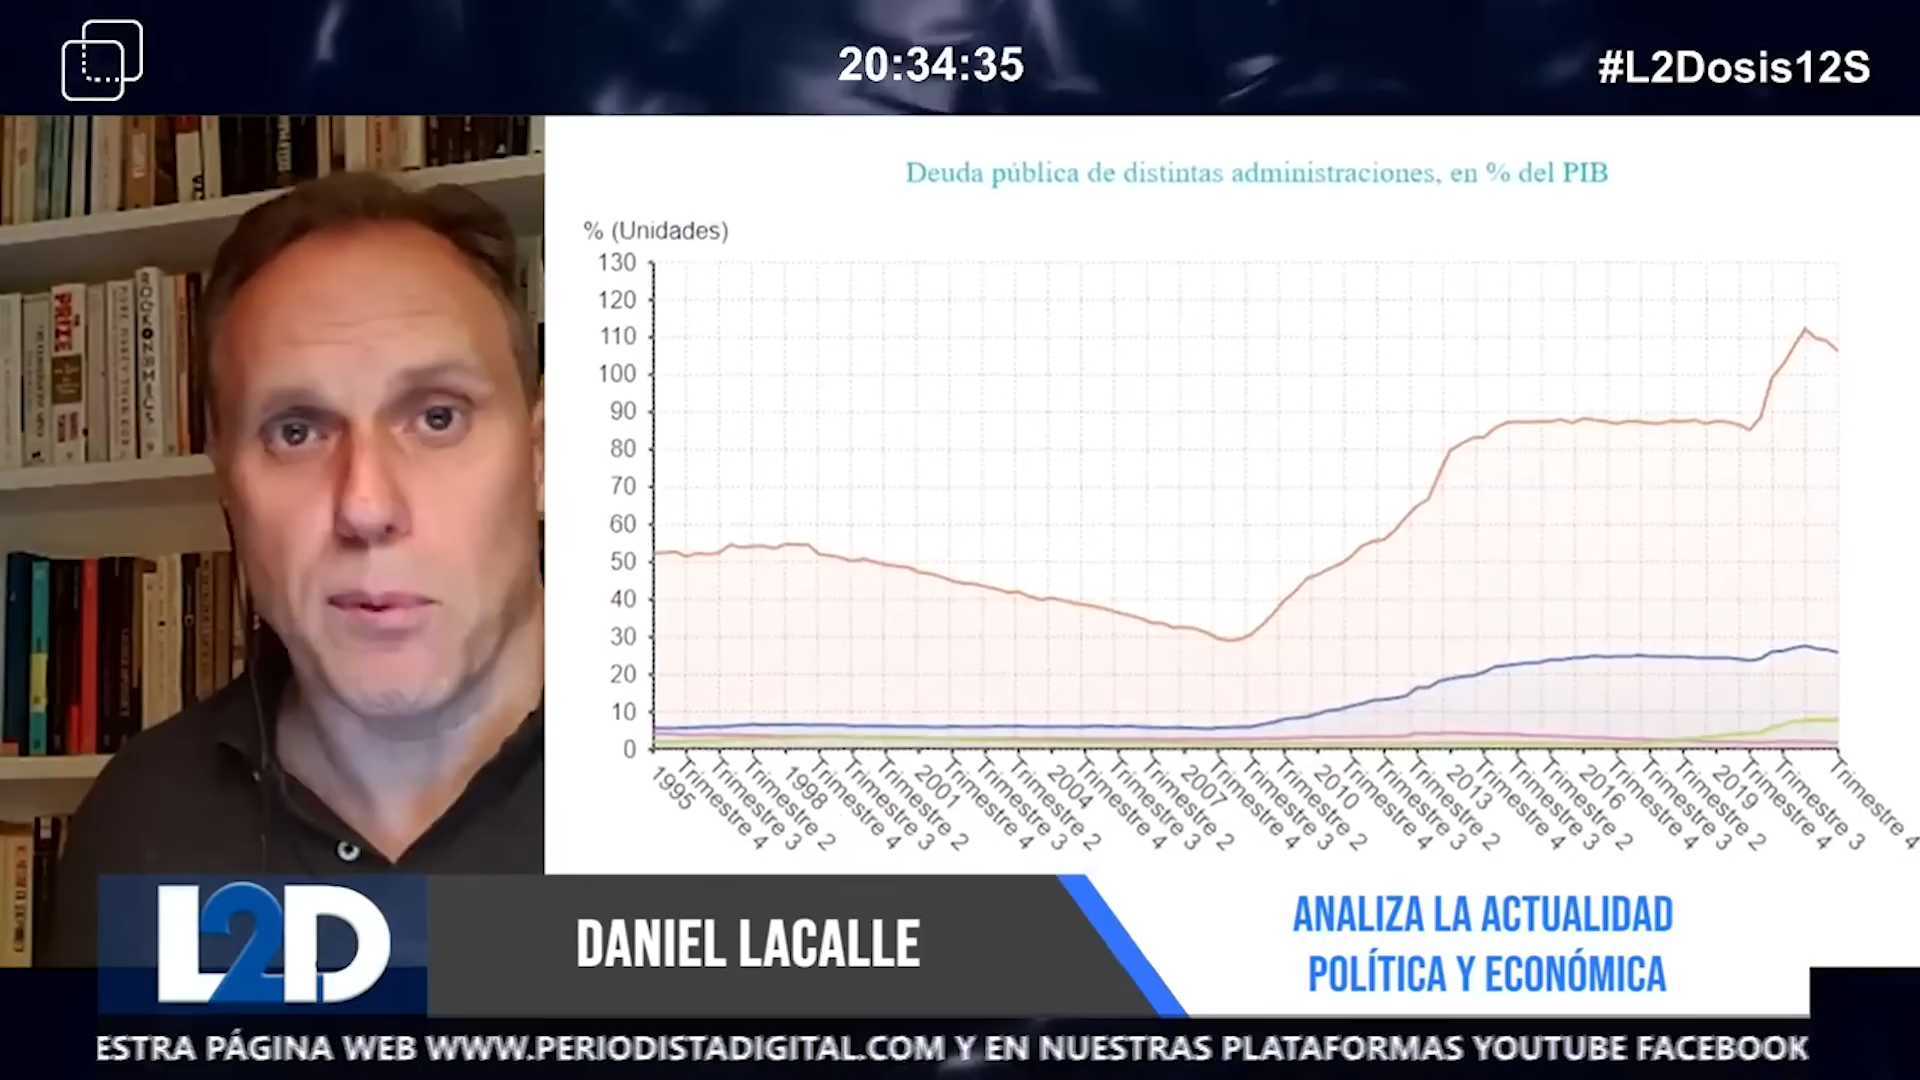 20:34:35
#L2Dosis12S
PRIZE
Deuda pública de distintas administraciones, en % del PIB
% (Unidades)
130
120
110
100
90
80
70
60
50
40
30
20
10
0
1995
Trimestre 4
Trimestre 3
Trimestre 2
1998
Trimestre 4
Trimestre 3
Trimestre 2
2001
Trimestre 4
Trimestre 3
Trimestre 2
2004
Trimestre 4
Trimestre 3
Trimestre 2
2007
Trimestre 4
Trimestre 3
Trimestre 2
2010
Trimestre 4
Trimestre 3
Trimestre 2
2013
Trimestre 4
Trimestre 3
Trimestre 2
2016
Trimestre 4
Trimestre 3
Trimestre 2
2019
Trimestre 4
Trimestre 3
Trimestre 4
L2D
DANIEL LACALLE
ANALIZA LA ACTUALIDAD
POLÍTICA Y ECONÓMICA
ESTRA PÁGINA WEB WWW.PERIODISTADIGITAL.COM Y EN NUESTRAS PLATAFORMAS YOUTUBE FACEBOOK